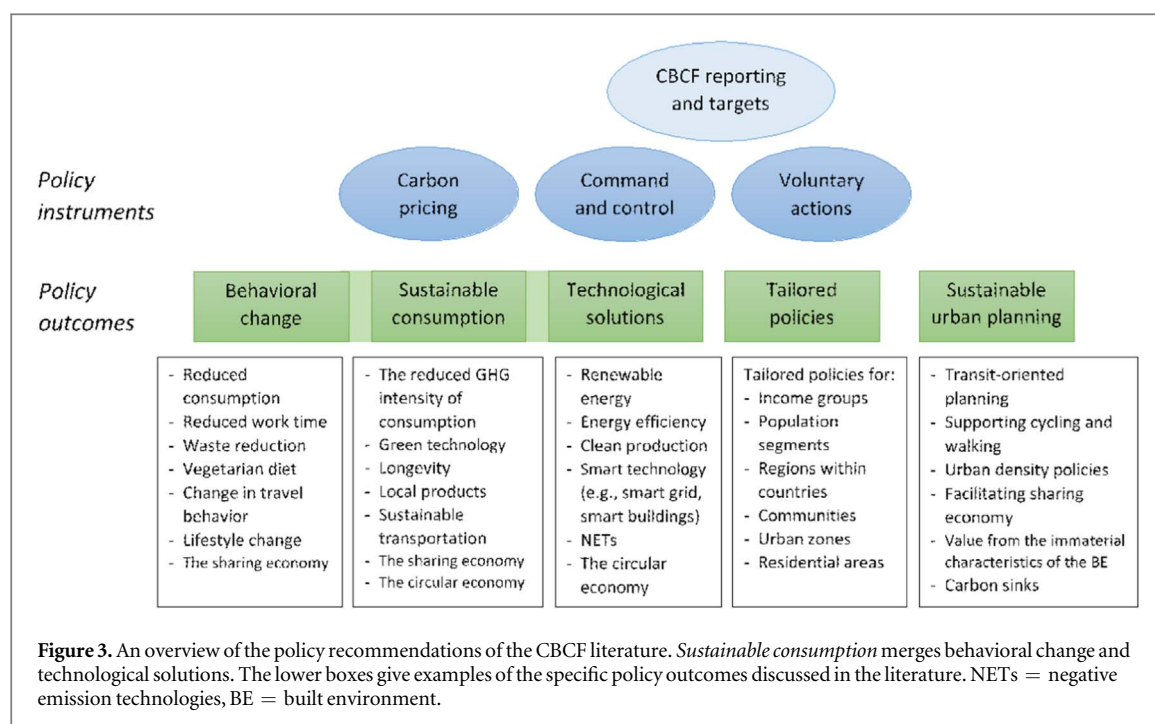 CBCF reporting
and targets
Policy
instruments
Carbon
pricing
Command
and control
Voluntary
actions
Policy
outcomes
Behavioral
change
Sustainable
consumption
Technological
solutions
Tailored
policies
Sustainable
urban planning
- Reduced
consumption
- Reduced work time
- Waste reduction
- Vegetarian diet
- Change in travel
behavior
- Lifestyle change
- The sharing economy
- The reduced GHG
intensity of
consumption
- Green technology
- Longevity
- Local products
- Sustainable
transportation
- The sharing economy
- The circular economy
- Renewable
energy
- Energy efficiency
- Clean production
- Smart technology
(e.g., smart grid,
smart buildings)
- NETs
- The circular
economy
Tailored policies for:
- Income groups
- Population
segments
- Regions within
countries
- Communities
- Urban zones
- Residential areas
- Transit-oriented
planning
- Supporting cycling and
walking
- Urban density policies
- Facilitating sharing
economy
- Value from the immaterial
characteristics of the BE
- Carbon sinks
Figure 3. An overview of the policy recommendations of the CBCF literature. Sustainable consumption merges behavioral change and
technological solutions. The lower boxes give examples of the specific policy outcomes discussed in the literature. NETs = negative
emission technologies, BE = built environment.